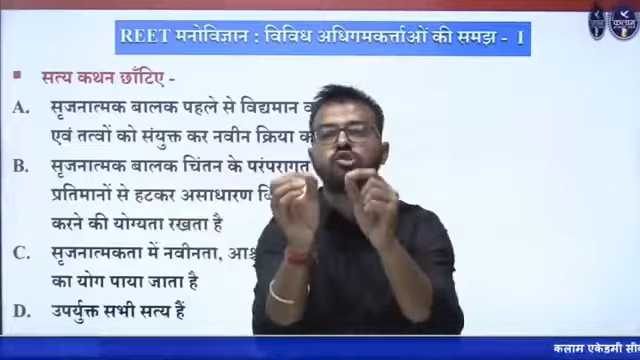 REET मनोविज्ञान : विविध अधिगमकर्त्ताओं की समझ - I
कलाम
सत्य कथन छाँटिए -
A. सृजनात्मक बालक पहले से विद्यमान
एवं तत्वों को संयुक्त कर नवीन क्रिया
B. सृजनात्मक बालक चिंतन के परंपरागत
प्रतिमानों से हटकर असाधारण
करने की योग्यता रखता है
C. सृजनात्मकता में नवीनता,
का योग पाया जाता है
D. उपर्युक्त सभी सत्य हैं
कलाम एकेडमी